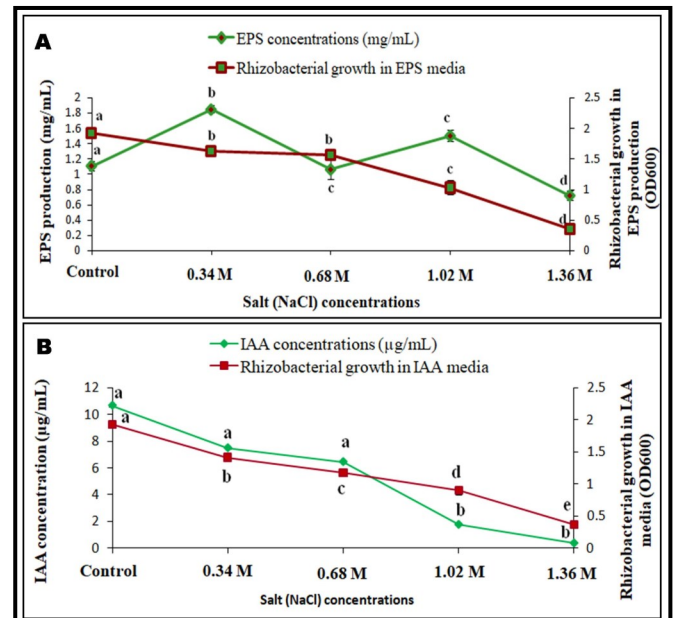 A
EPS concentrations (mg/mL)
Rhizobacterial growth in EPS media
EPS production (mg/mL)
2
1.8
1.6
1.4
1.2
1
0.8
0.6
0.4
0.2
0
a
a
b
b
b
c
c
c
d
d
2.5
2
1.5
1
0.5
0
Rhizobacterial growth in
EPS production
(OD600)
Control 0.34 M 0.68 M 1.02 M 1.36 M
Salt (NaCl) concentrations
B
IAA concentrations (µg/mL)
Rhizobacterial growth in IAA media
IAA concentration (µg/mL)
12
10
8
6
4
2
0
a
a
a
b
a
c
d
b
e
b
2.5
2
1.5
1
0.5
0
Rhizobacterial growth in IAA
media (OD600)
Control 0.34 M 0.68 M 1.02 M 1.36 M
Salt (NaCl) concentrations